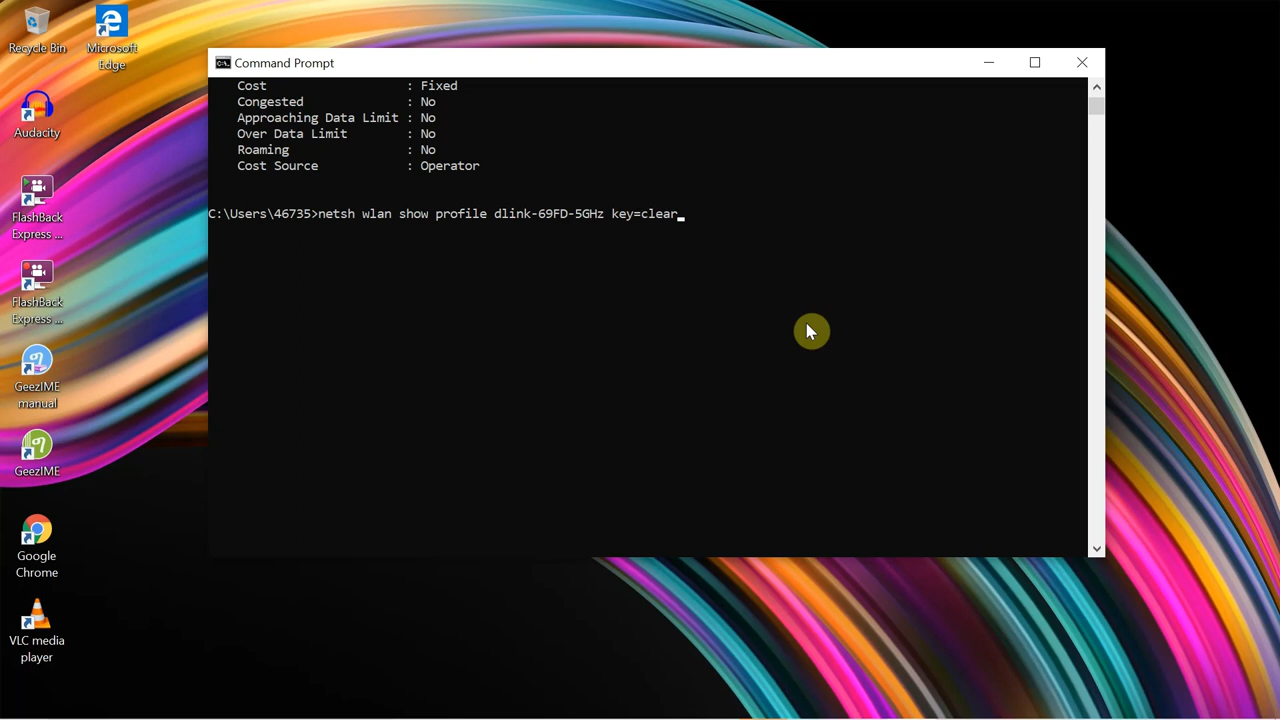 Recycle Bin
Microsoft
Edge
Audacity
FlashBack
Express ...
FlashBack
Express ...
GeezIME
manual
GeezIME
Google
Chrome
VLC media
player
Command Prompt
Cost : Fixed
Congested : No
Approaching Data Limit : No
Over Data Limit : No
Roaming : No
Cost Source : Operator
C:\Users\46735>netsh wlan show profile dlink-69FD-5GHz key=clear